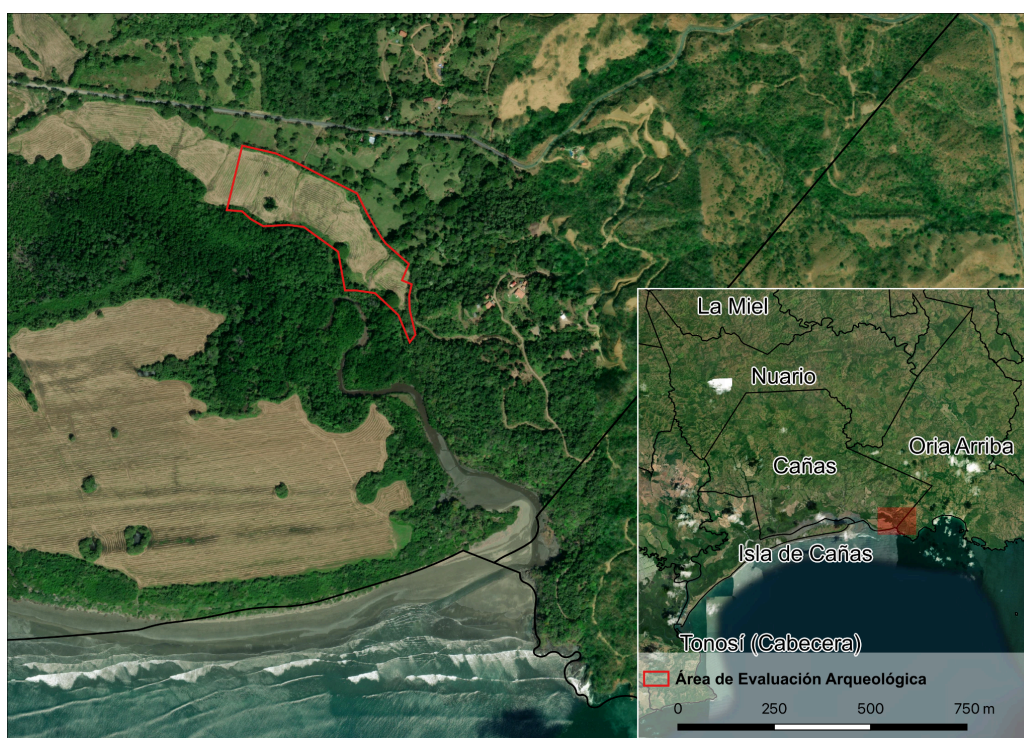 La Miel
Nuario
Oria Arriba
Cañas
Isla de Cañas
Tonosí (Cabecera)
Área de Evaluación Arqueológica
0 250 500 750 m